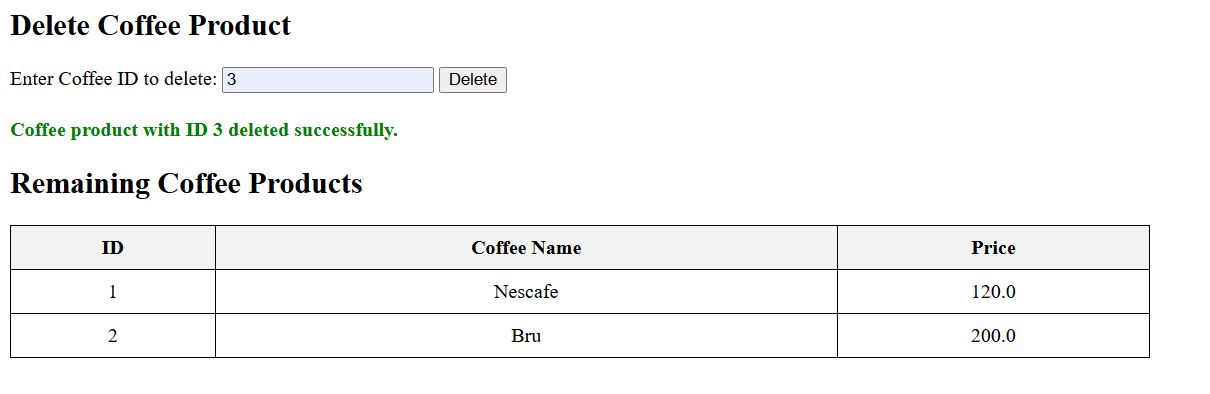 Delete Coffee Product
Enter Coffee ID to delete: 3 Delete
Coffee product with ID 3 deleted successfully.
Remaining Coffee Products
ID Coffee Name Price
1 Nescafe 120.0
2 Bru 200.0